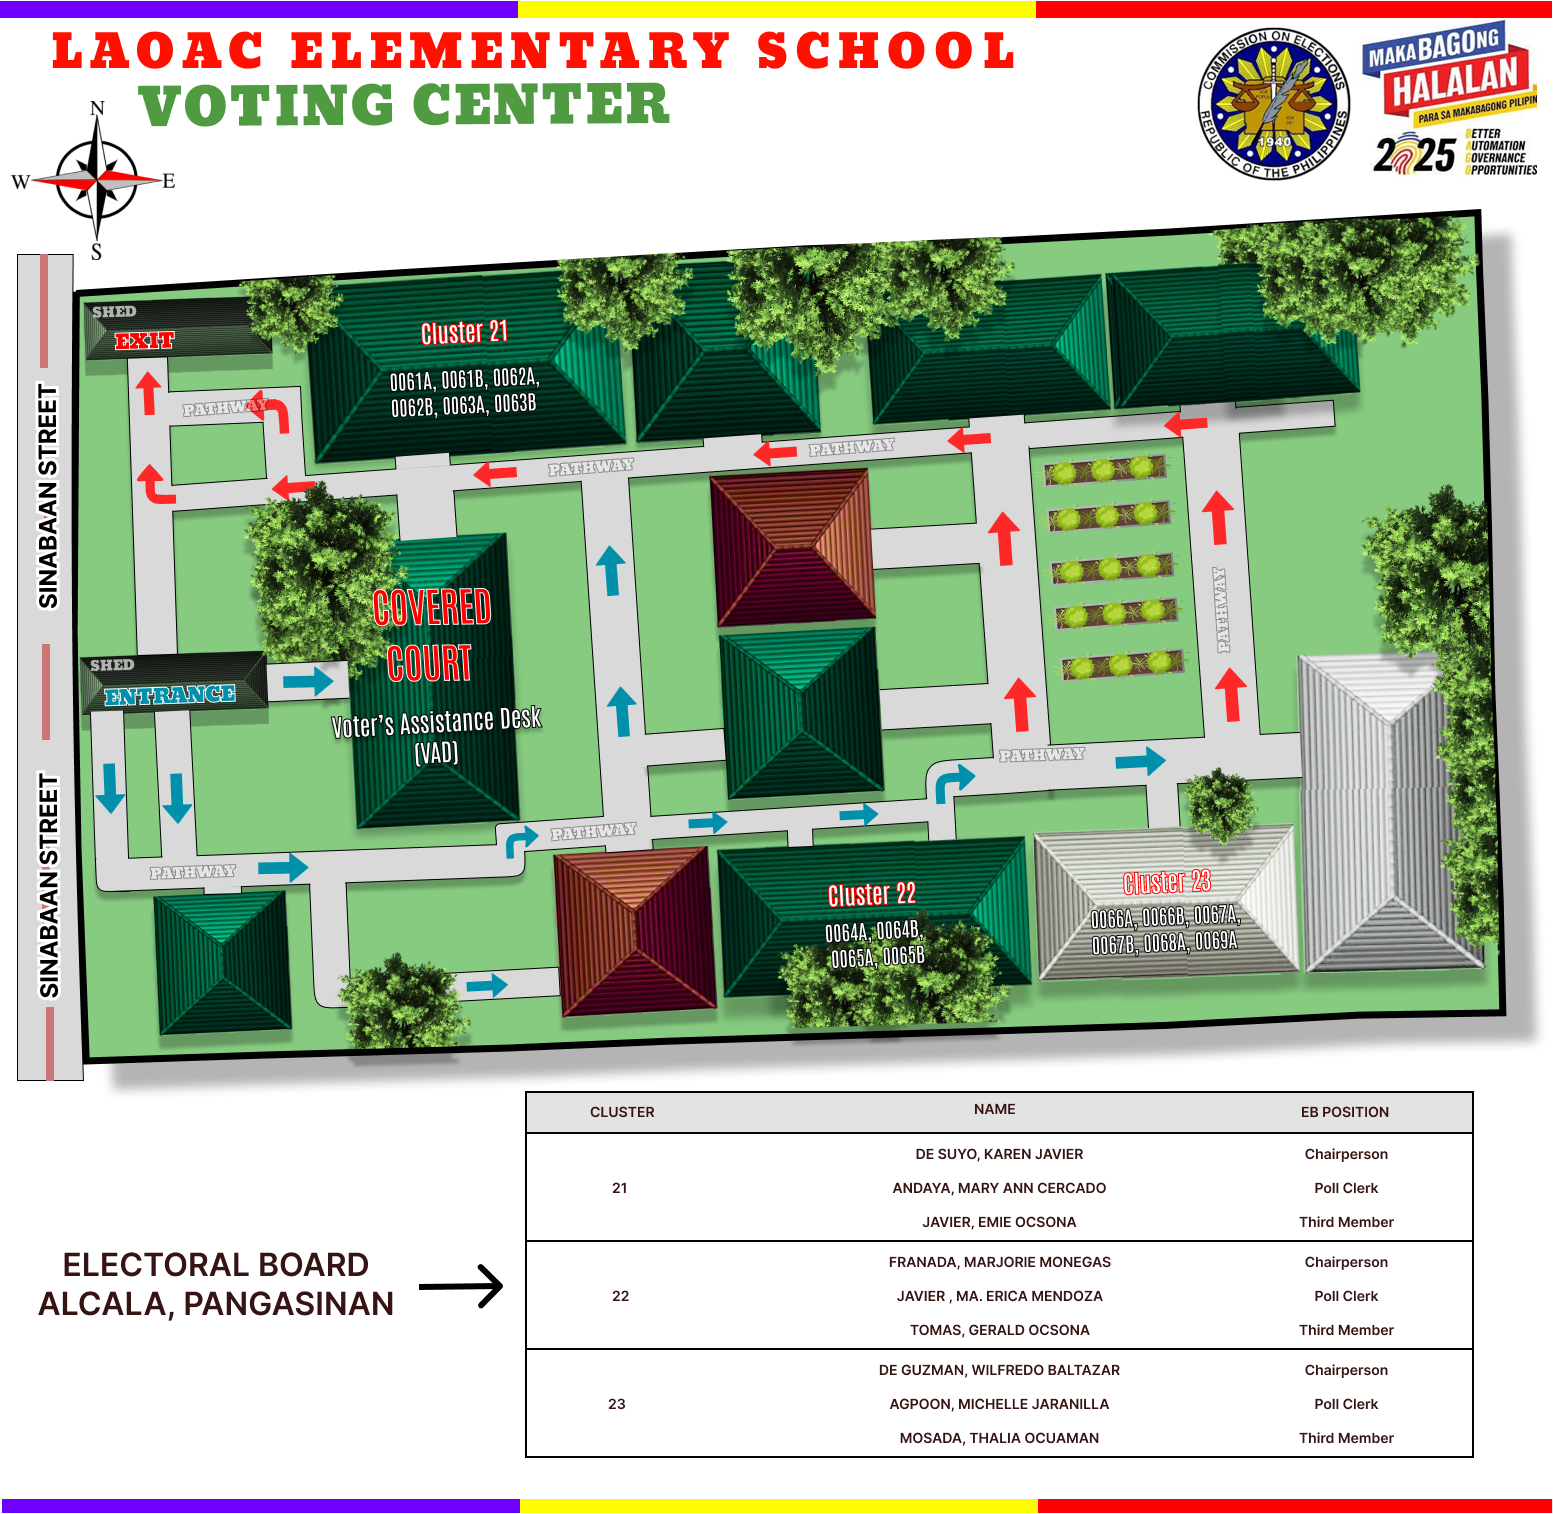 LAOAC ELEMENTARY SCHOOL
VOTING CENTER
COMMISSION ON ELECTIONS
REPUBLIC OF THE PHILIPPINES
1940
MAKABAGONG
HALALAN
PARA SA MAKABAGONG PILIPIN
2025
BETTER
AUTOMATION
GOVERNANCE
OPPORTUNITIES
N
W
E
S
SHED
EXIT
Cluster 21
0061A, 0061B, 0062A,
0062B, 0063A, 0063B
PATHWAY
PATHWAY
PATHWAY
SINABAAN STREET
COVERED
COURT
Voter's Assistance Desk
(VAD)
SHED
ENTRANCE
PATHWAY
PATHWAY
SINABAAN STREET
PATHWAY
PATHWAY
Cluster 22
0064A, 0064B,
0065A, 0065B
Cluster 23
0066A, 0066B, 0067A,
0067B, 0068A, 0069A
ELECTORAL BOARD
ALCALA, PANGASINAN
CLUSTER NAME EB POSITION
DE SUYO, KAREN JAVIER Chairperson
21 ANDAYA, MARY ANN CERCADO Poll Clerk
JAVIER, EMIE OCSONA Third Member
FRANADA, MARJORIE MONEGAS Chairperson
22 JAVIER , MA. ERICA MENDOZA Poll Clerk
TOMAS, GERALD OCSONA Third Member
DE GUZMAN, WILFREDO BALTAZAR Chairperson
23 AGPOON, MICHELLE JARANILLA Poll Clerk
MOSADA, THALIA OCUAMAN Third Member